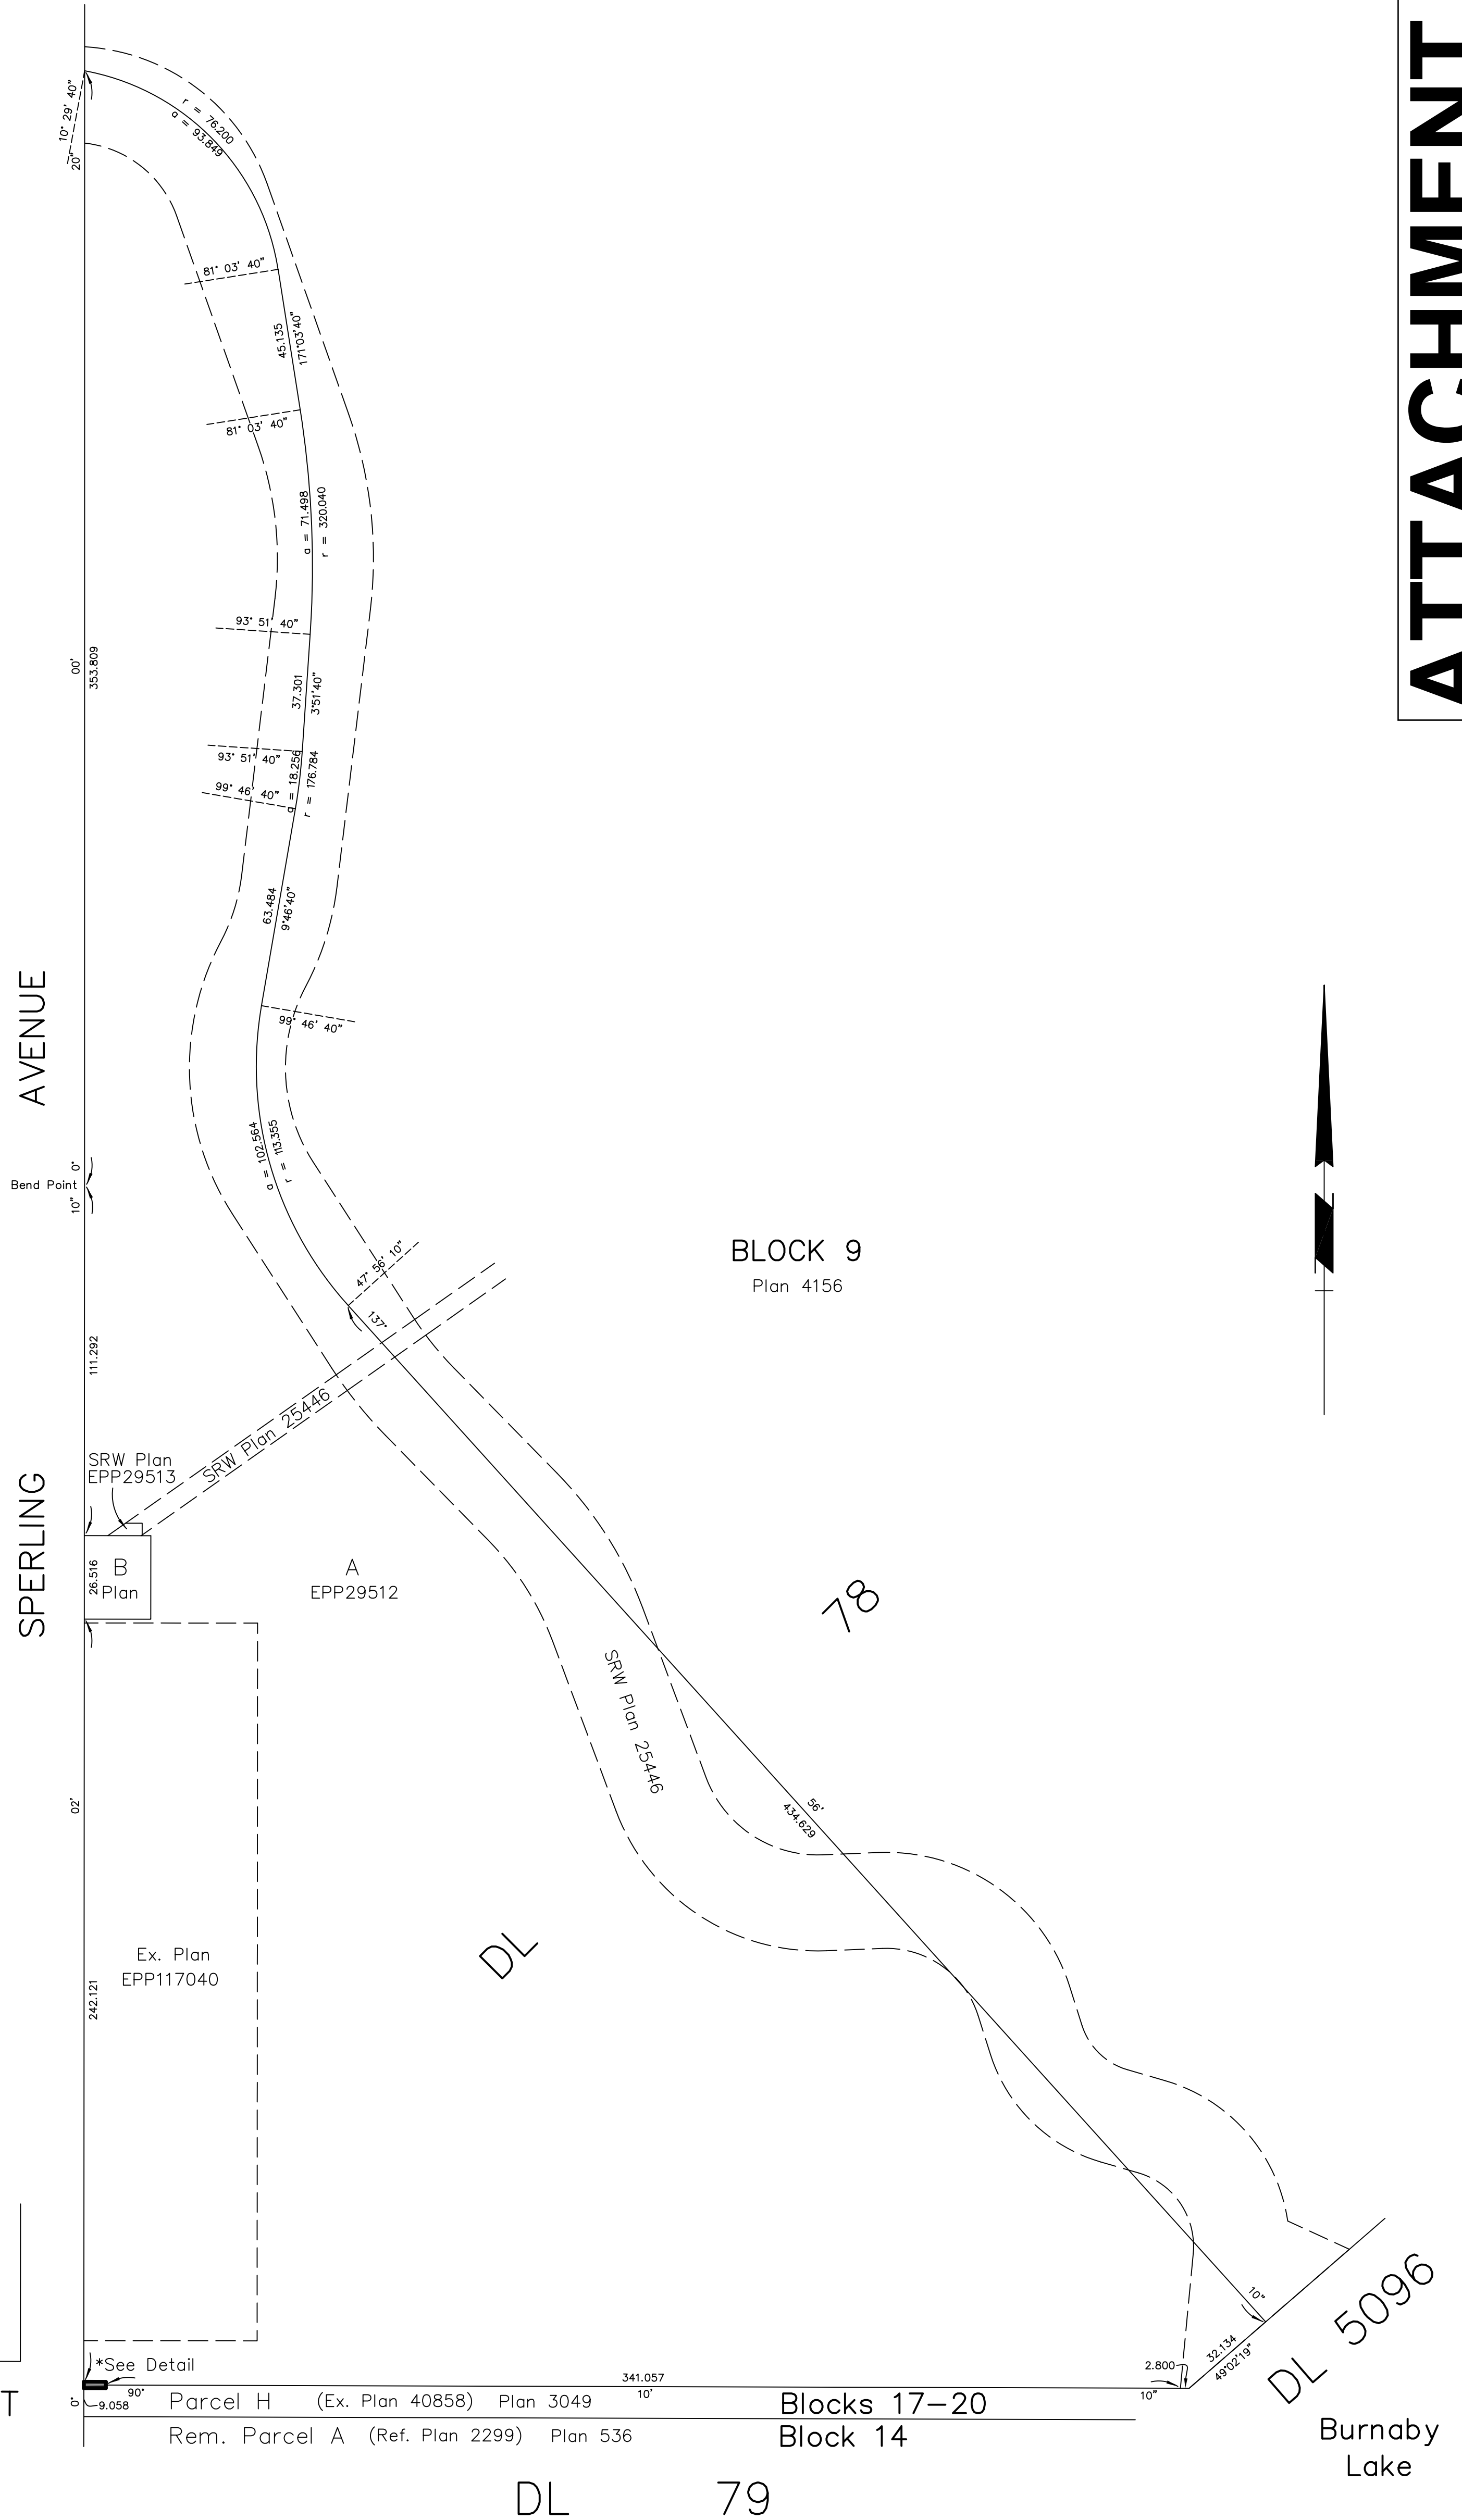 ATTACHMENT
10° 29' 40"
20"
r = 76.200
a = 93.849
81° 03' 40"
45.135
171°03'40"
81° 03' 40"
a = 71.498
r = 320.040
93° 51' 40"
00'
353.809
37.301
3°51'40"
93° 51' 40"
a = 18.256
r = 176.784
99° 46' 40"
63.484
9°46'40"
99° 46' 40"
AVENUE
a = 102.564
r = 113.355
0°
Bend Point
10"
47° 56' 10"
137°
BLOCK 9
Plan 4156
111.292
SRW Plan 25446
SRW Plan
EPP29513
SPERLING
26.516
B
Plan
A
EPP29512
78
SRW Plan 25446
02'
56'
434.629
DL
Ex. Plan
EPP117040
242.121
10"
32.134
49°02'19"
DL 5096
*See Detail
2.800
341.057
0°
9.058
90°
10'
10"
T
Parcel H (Ex. Plan 40858) Plan 3049 Blocks 17-20
Rem. Parcel A (Ref. Plan 2299) Plan 536 Block 14
Burnaby
Lake
DL 79